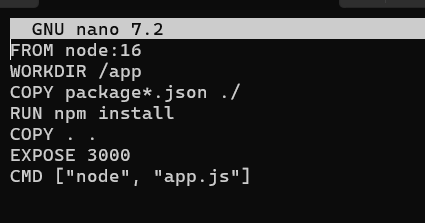 GNU nano 7.2
FROM node:16
WORKDIR /app
COPY package*.json ./
RUN npm install
COPY . .
EXPOSE 3000
CMD ["node", "app.js"]